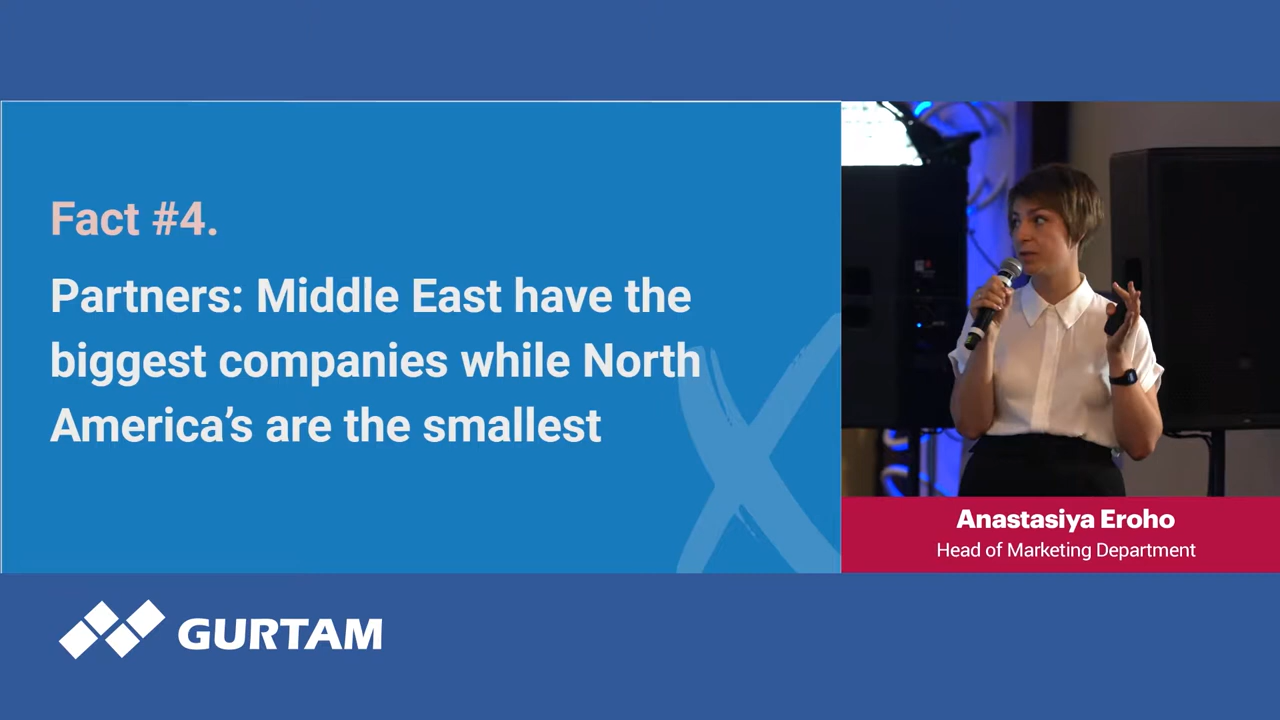 Fact #4.
Partners: Middle East have the
biggest companies while North
America’s are the smallest
Anastasiya Eroho
Head of Marketing Department
GURTAM